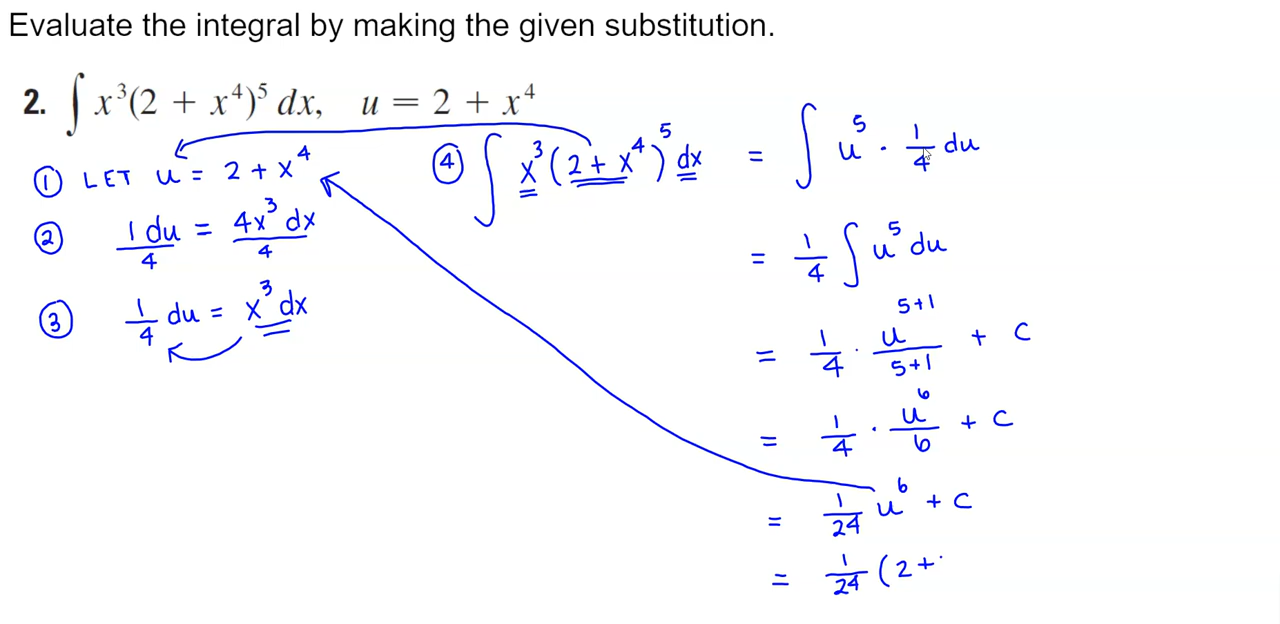 Evaluate the integral by making the given substitution.
2. ∫ x³(2 + x⁴)⁵ dx, u = 2 + x⁴
① LET u = 2 + x⁴
② 1 du/4 = 4x³ dx/4
③ 1/4 du = x³ dx
④ ∫ x³ (2 + x⁴)⁵ dx = ∫ u⁵ · 1/4 du
= 1/4 ∫ u⁵ du
= 1/4 · u⁵⁺¹/5+1 + C
= 1/4 · u⁶/6 + C
= 1/24 u⁶ + C
= 1/24 (2 +